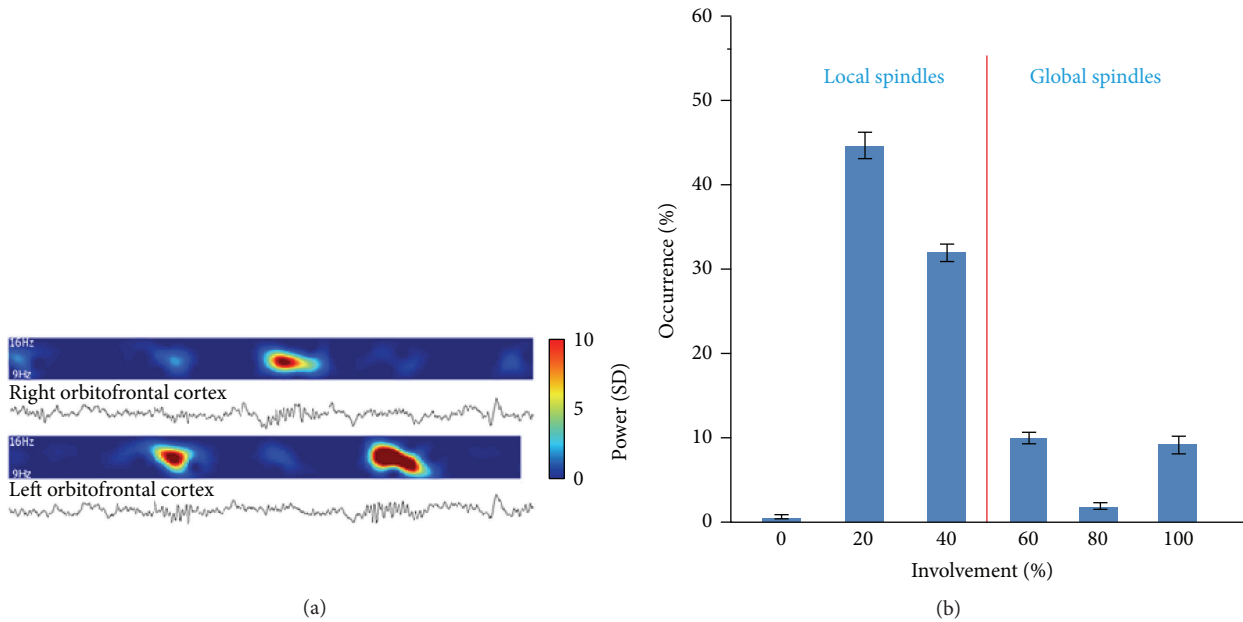 16Hz
9Hz
Right orbitofrontal cortex
16Hz
9Hz
Left orbitofrontal cortex
10
5
0
Power (SD)
(a)
60
50
40
30
20
10
0
Occurrence (%)
Local spindles
Global spindles
0 20 40 60 80 100
Involvement (%)
(b)